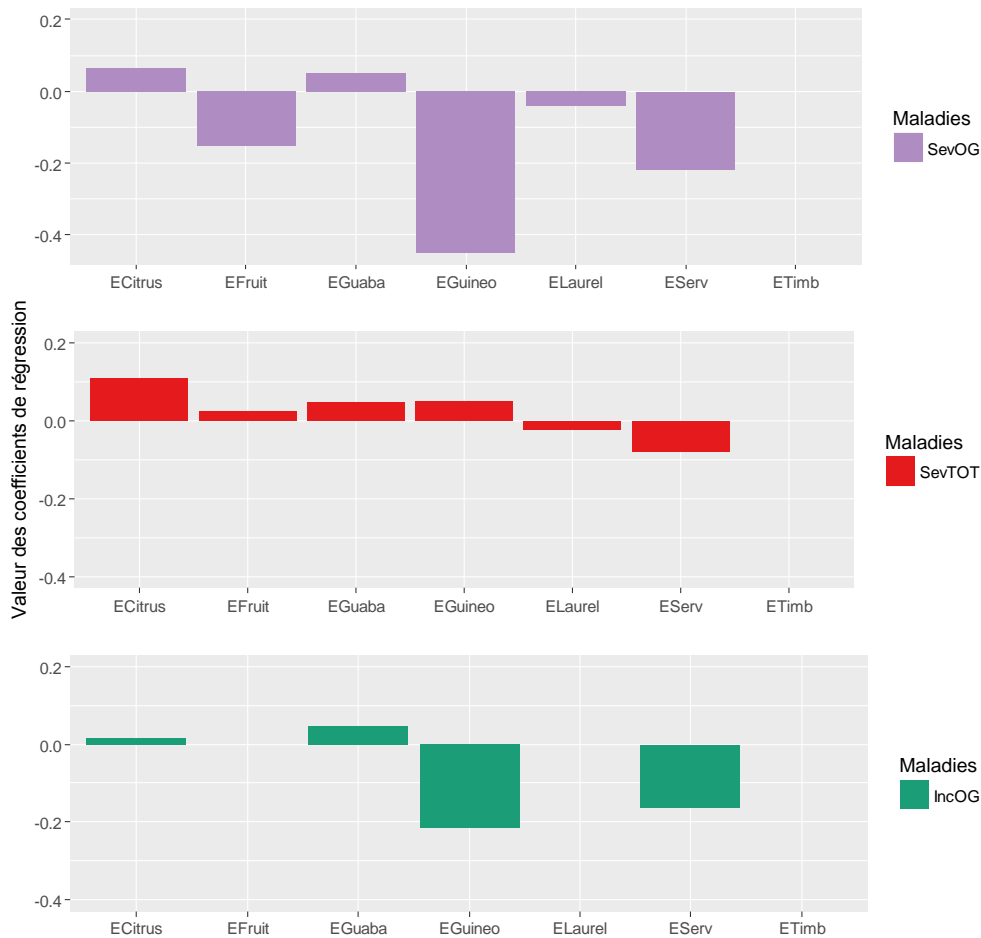 Valeur des coefficients de régression
0.2
0.0
-0.2
-0.4
ECitrus EFruit EGuaba EGuineo ELaurel EServ ETimb
Maladies
SevOG
0.2
0.0
-0.2
-0.4
ECitrus EFruit EGuaba EGuineo ELaurel EServ ETimb
Maladies
SevTOT
0.2
0.0
-0.2
-0.4
ECitrus EFruit EGuaba EGuineo ELaurel EServ ETimb
Maladies
IncOG